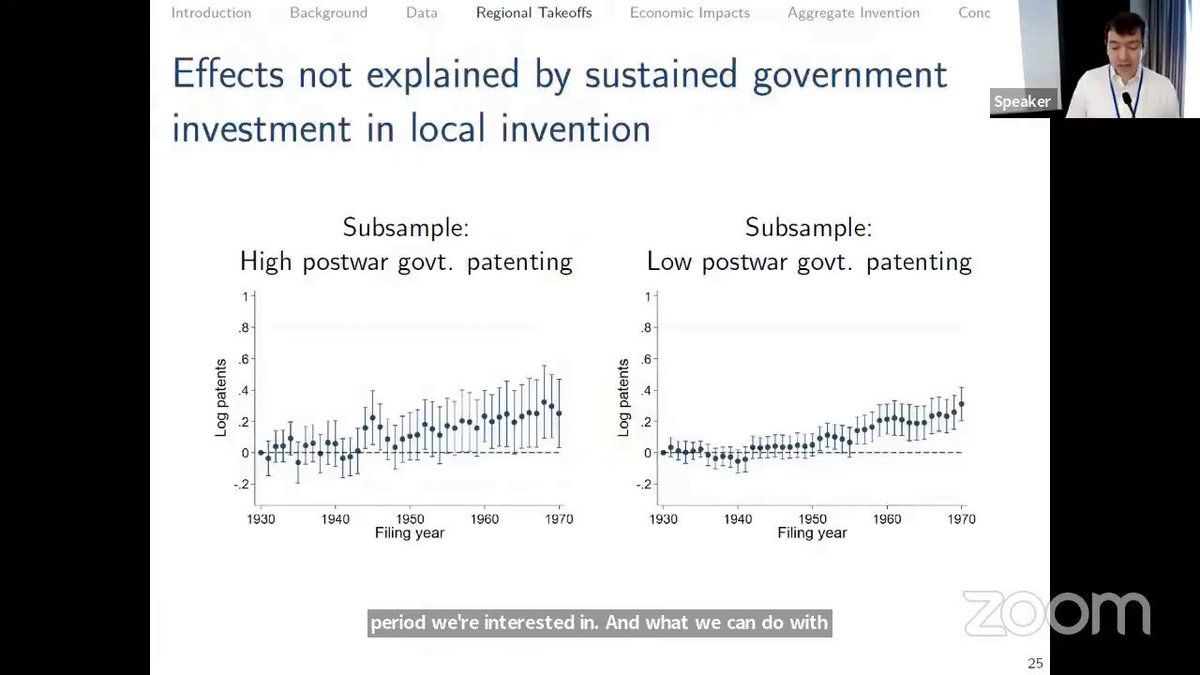 Introduction Background Data Regional Takeoffs Economic Impacts Aggregate Invention Conc
Effects not explained by sustained government
investment in local invention
Speaker
Subsample:
High postwar govt. patenting
1
.8
.6
.4
.2
0
-.2
Log patents
1930 1940 1950 1960 1970
Filing year
Subsample:
Low postwar govt. patenting
1
.8
.6
.4
.2
0
-.2
Log patents
1930 1940 1950 1960 1970
Filing year
period we're interested in. And what we can do with
zoom
25